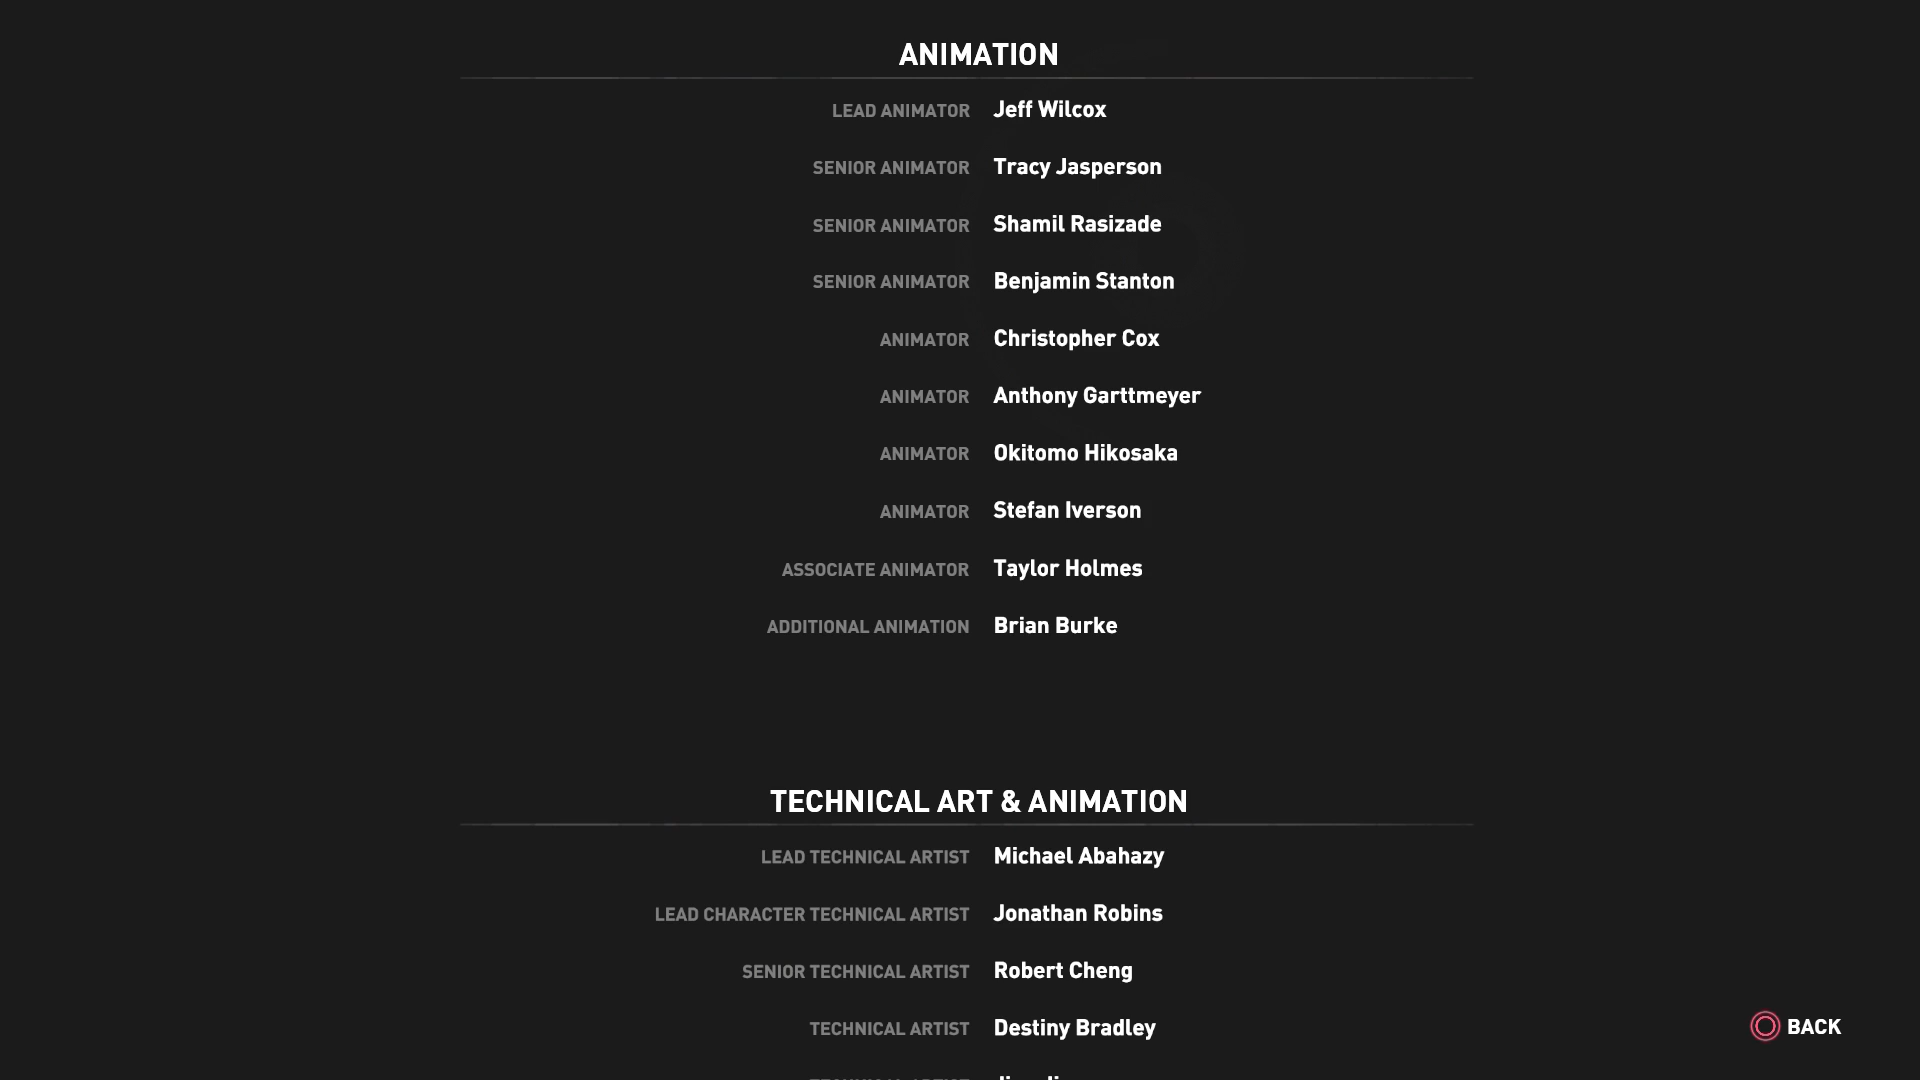 ANIMATION
LEAD ANIMATOR Jeff Wilcox
SENIOR ANIMATOR Tracy Jasperson
SENIOR ANIMATOR Shamil Rasizade
SENIOR ANIMATOR Benjamin Stanton
ANIMATOR Christopher Cox
ANIMATOR Anthony Garttmeyer
ANIMATOR Okitomo Hikosaka
ANIMATOR Stefan Iverson
ASSOCIATE ANIMATOR Taylor Holmes
ADDITIONAL ANIMATION Brian Burke
TECHNICAL ART & ANIMATION
LEAD TECHNICAL ARTIST Michael Abahazy
LEAD CHARACTER TECHNICAL ARTIST Jonathan Robins
SENIOR TECHNICAL ARTIST Robert Cheng
TECHNICAL ARTIST Destiny Bradley
BACK